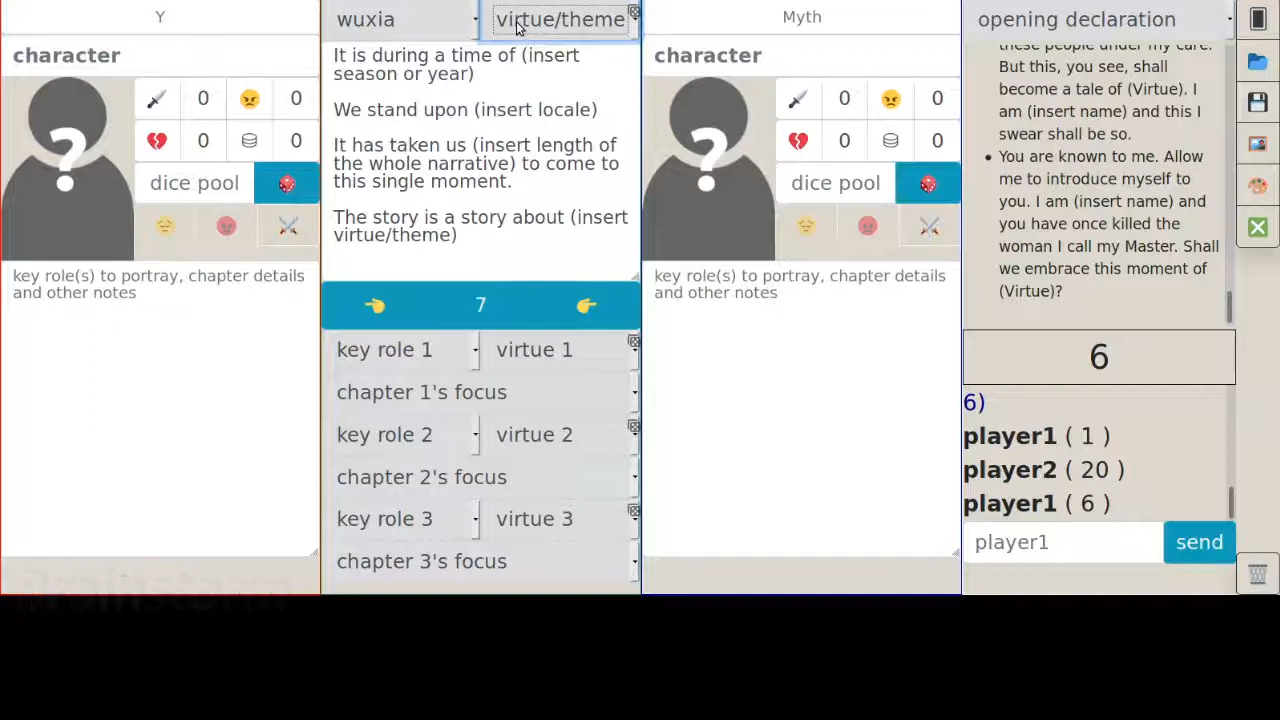 Y
character
0
0
0
0
dice pool
key role(s) to portray, chapter details
and other notes
wuxia
virtue/theme
It is during a time of (insert
season or year)
We stand upon (insert locale)
It has taken us (insert length of
the whole narrative) to come to
this single moment.
The story is a story about (insert
virtue/theme)
7
key role 1
virtue 1
chapter 1's focus
key role 2
virtue 2
chapter 2's focus
key role 3
virtue 3
chapter 3's focus
Myth
character
0
0
0
0
dice pool
key role(s) to portray, chapter details
and other notes
opening declaration
these people under my care.
But this, you see, shall
become a tale of (Virtue). I
am (insert name) and this I
swear shall be so.
• You are known to me. Allow
me to introduce myself to
you. I am (insert name) and
you have once killed the
woman I call my Master. Shall
we embrace this moment of
(Virtue)?
6
6)
player1 ( 1 )
player2 ( 20 )
player1 ( 6 )
player1
send
Brainstorm